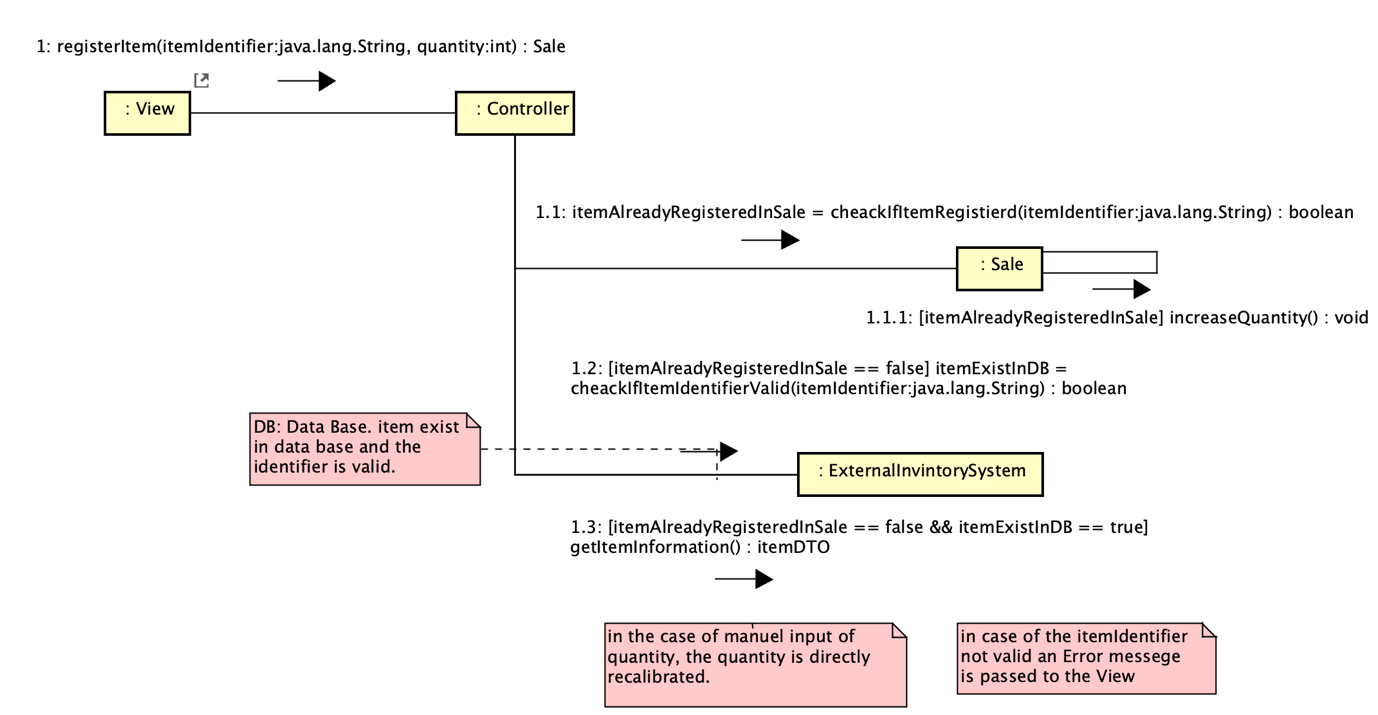 1: registerItem(itemIdentifier:java.lang.String, quantity:int) : Sale
: View
: Controller
1.1: itemAlreadyRegisteredInSale = cheackIfItemRegistierd(itemIdentifier:java.lang.String) : boolean
: Sale
1.1.1: [itemAlreadyRegisteredInSale] increaseQuantity() : void
1.2: [itemAlreadyRegisteredInSale == false] itemExistInDB =
cheackIfItemIdentifierValid(itemIdentifier:java.lang.String) : boolean
DB: Data Base. item exist
in data base and the
identifier is valid.
: ExternalInvintorySystem
1.3: [itemAlreadyRegisteredInSale == false && itemExistInDB == true]
getItemInformation() : itemDTO
in the case of manuel input of
quantity, the quantity is directly
recalibrated.
in case of the itemIdentifier
not valid an Error messege
is passed to the View